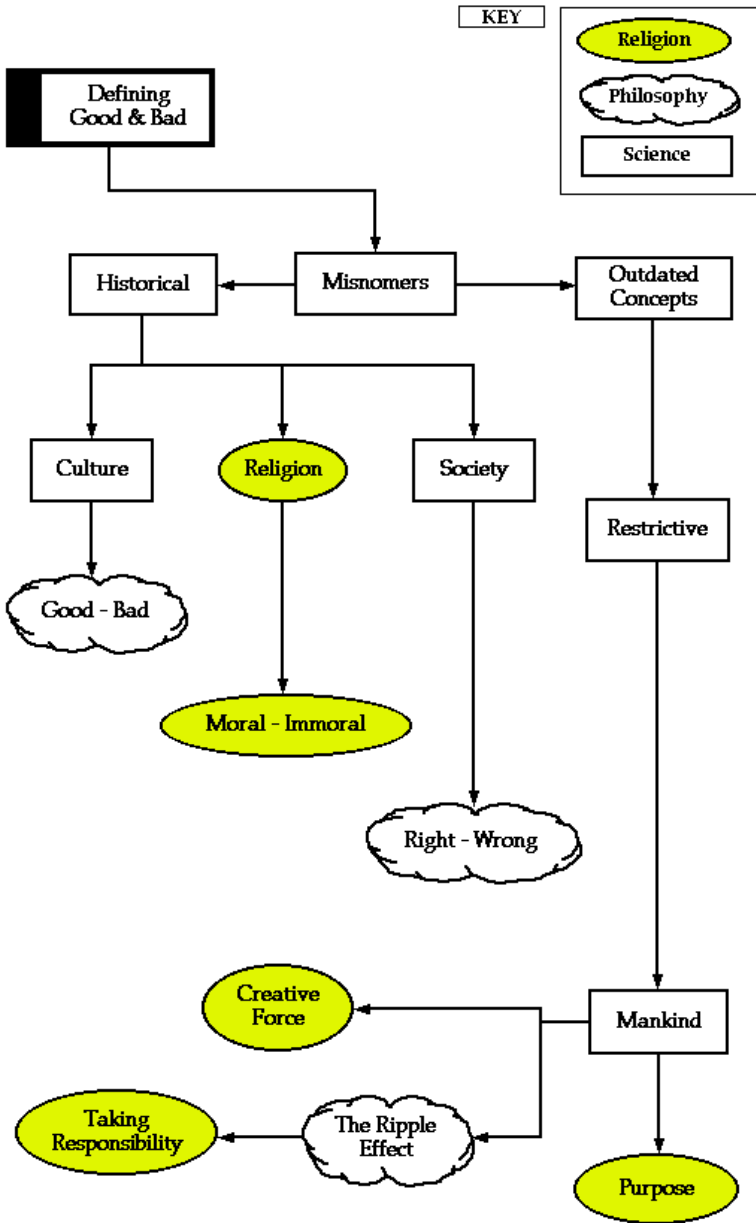 KEY
Religion
Philosophy
Science
Defining
Good & Bad
Historical
Misnomers
Outdated
Concepts
Culture
Religion
Society
Restrictive
Good - Bad
Moral - Immoral
Right - Wrong
Creative
Force
Mankind
Taking
Responsibility
The Ripple
Effect
Purpose